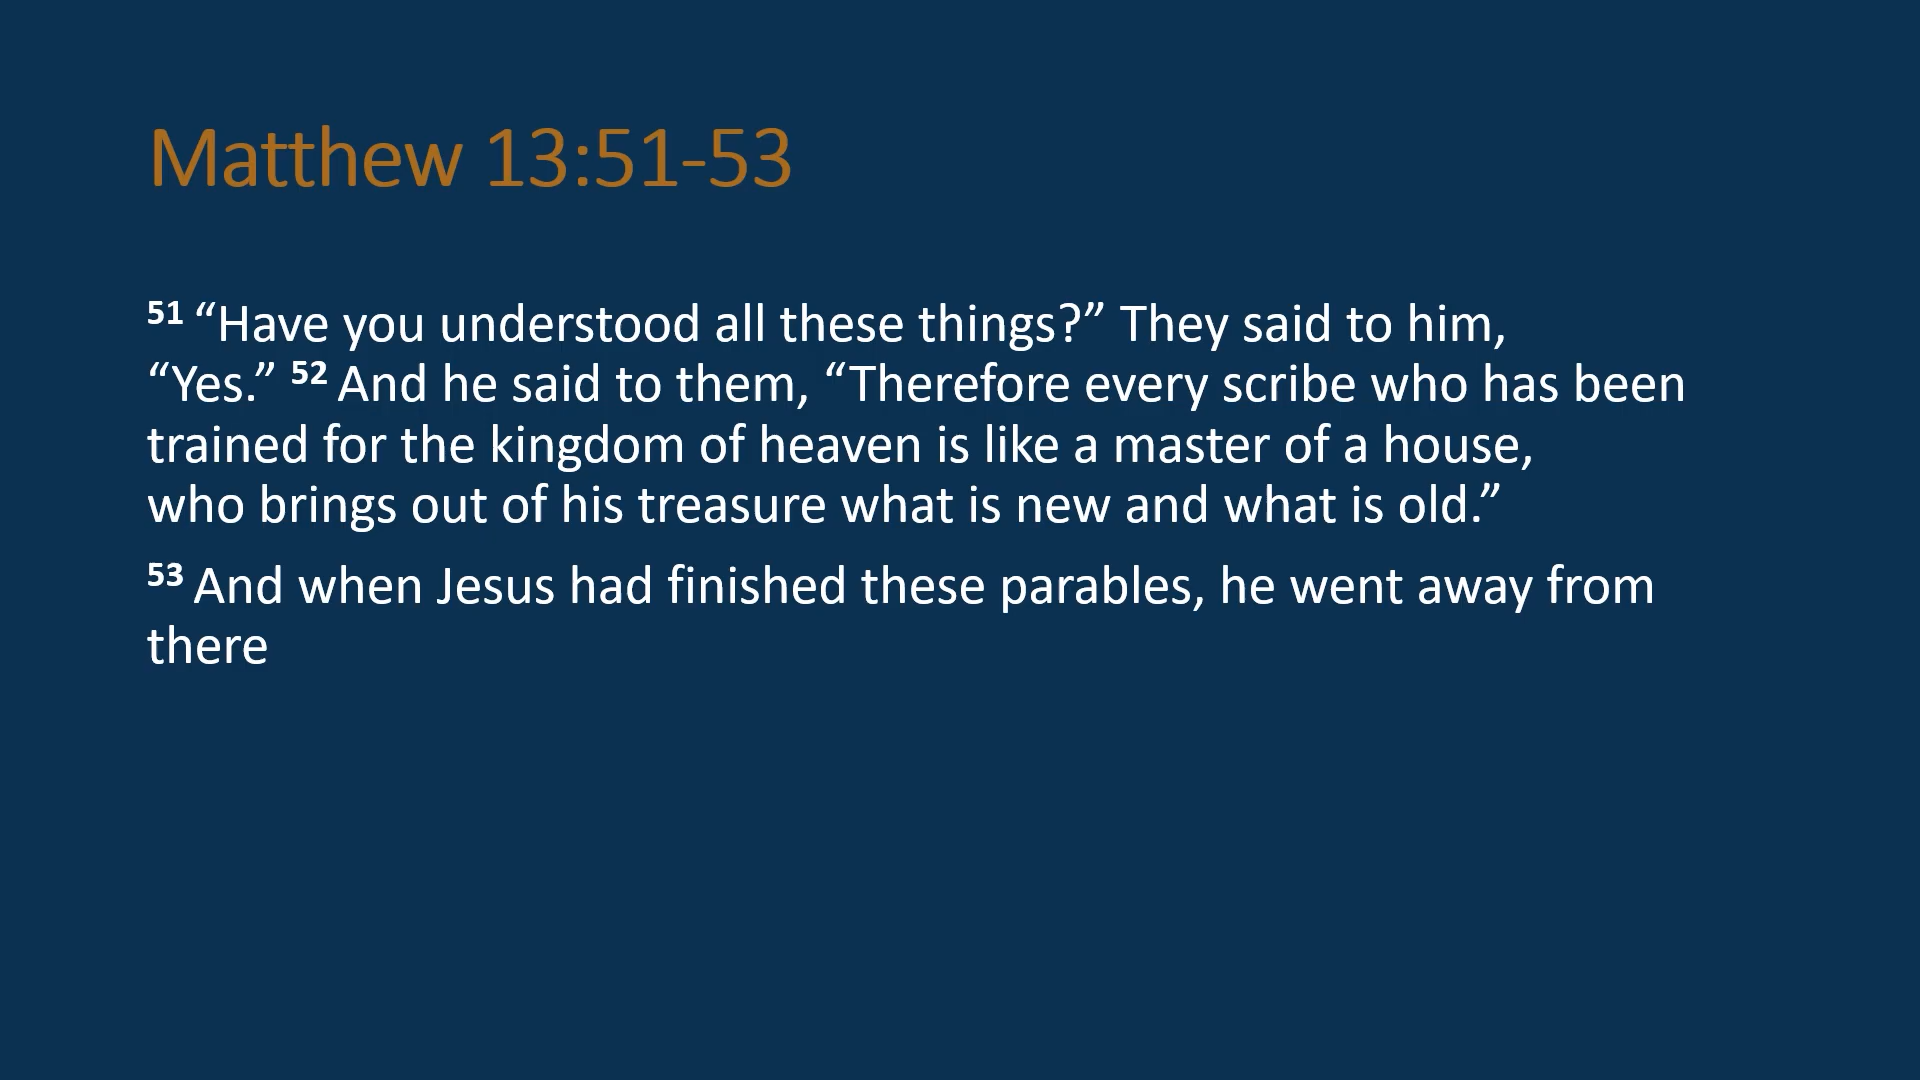 Matthew 13:51-53
51 “Have you understood all these things?” They said to him,
“Yes.” 52 And he said to them, “Therefore every scribe who has been
trained for the kingdom of heaven is like a master of a house,
who brings out of his treasure what is new and what is old.”
53 And when Jesus had finished these parables, he went away from
there